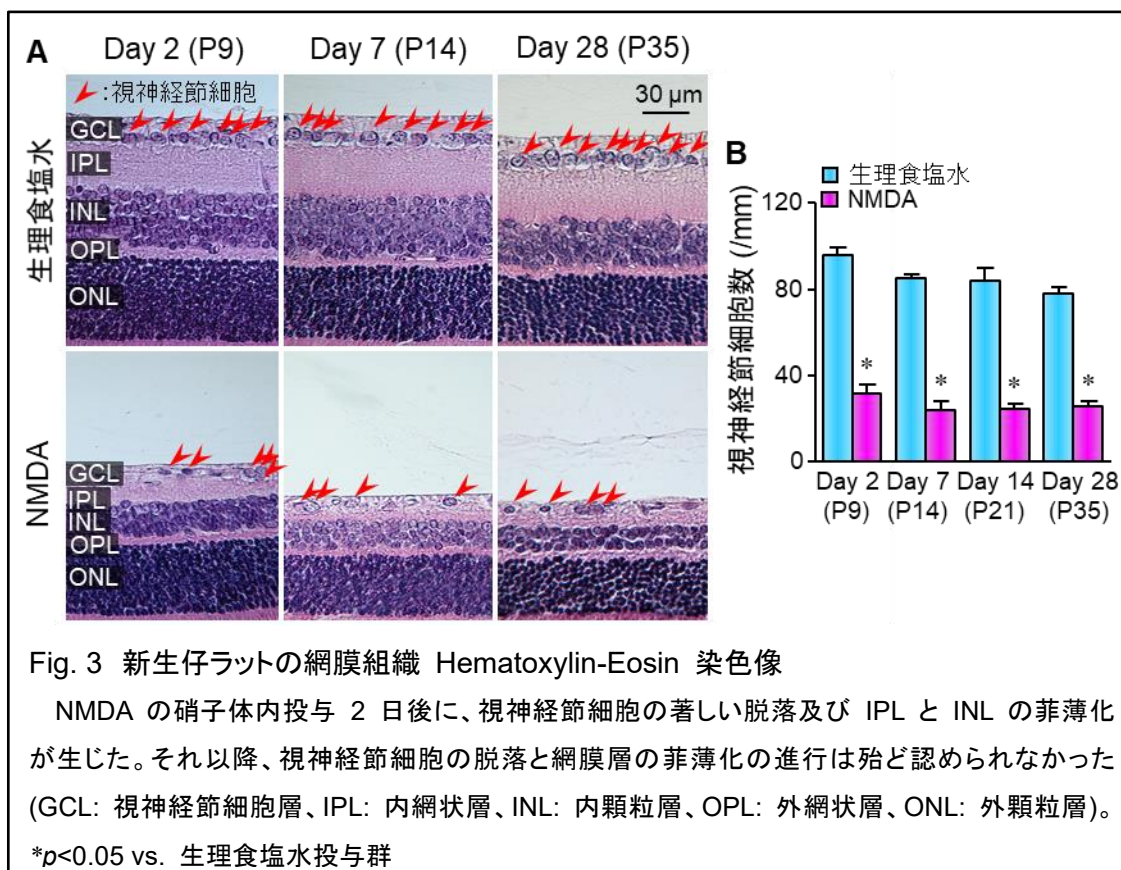 A
Day 2 (P9)
Day 7 (P14)
Day 28 (P35)
:視神経節細胞
30 µm
生理食塩水
GCL
IPL
INL
OPL
ONL
NMDA
GCL
IPL
INL
OPL
ONL
B
生理食塩水
NMDA
視神経節細胞数 (/mm)
120
80
40
0
*
*
*
*
Day 2 Day 7 Day 14 Day 28
(P9) (P14) (P21) (P35)
Fig. 3 新生仔ラットの網膜組織 Hematoxylin-Eosin 染色像
NMDA の硝子体内投与 2 日後に、視神経節細胞の著しい脱落及び IPL と INL の菲薄化
が生じた。それ以降、視神経節細胞の脱落と網膜層の菲薄化の進行は殆ど認められなかった
(GCL: 視神経節細胞層、IPL: 内網状層、INL: 内顆粒層、OPL: 外網状層、ONL: 外顆粒層)。
*p<0.05 vs. 生理食塩水投与群